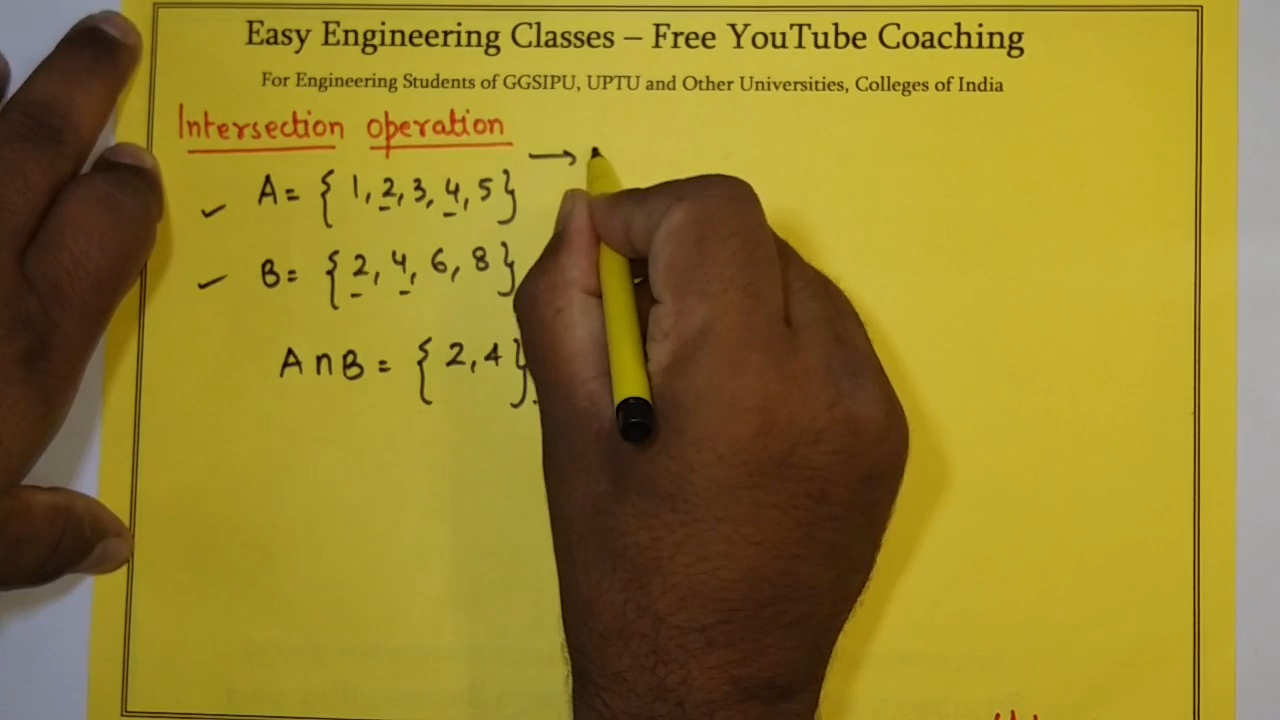 Easy Engineering Classes – Free YouTube Coaching
For Engineering Students of GGSIPU, UPTU and Other Universities, Colleges of India
Intersection operation
A = { 1, 2, 3, 4, 5 } →
B = { 2, 4, 6, 8 }
A ∩ B = { 2, 4 }.